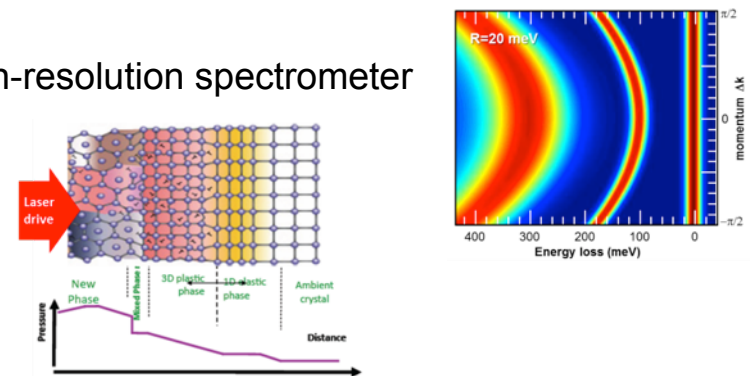 n-resolution spectrometer
R=20 meV
π/2
0
-π/2
momentum Δk
400 300 200 100 0
Energy loss (meV)
Laser
drive
New
Phase
Mixed Phase
3D plastic
phase
1D plastic
phase
Ambient
crystal
Pressure
Distance